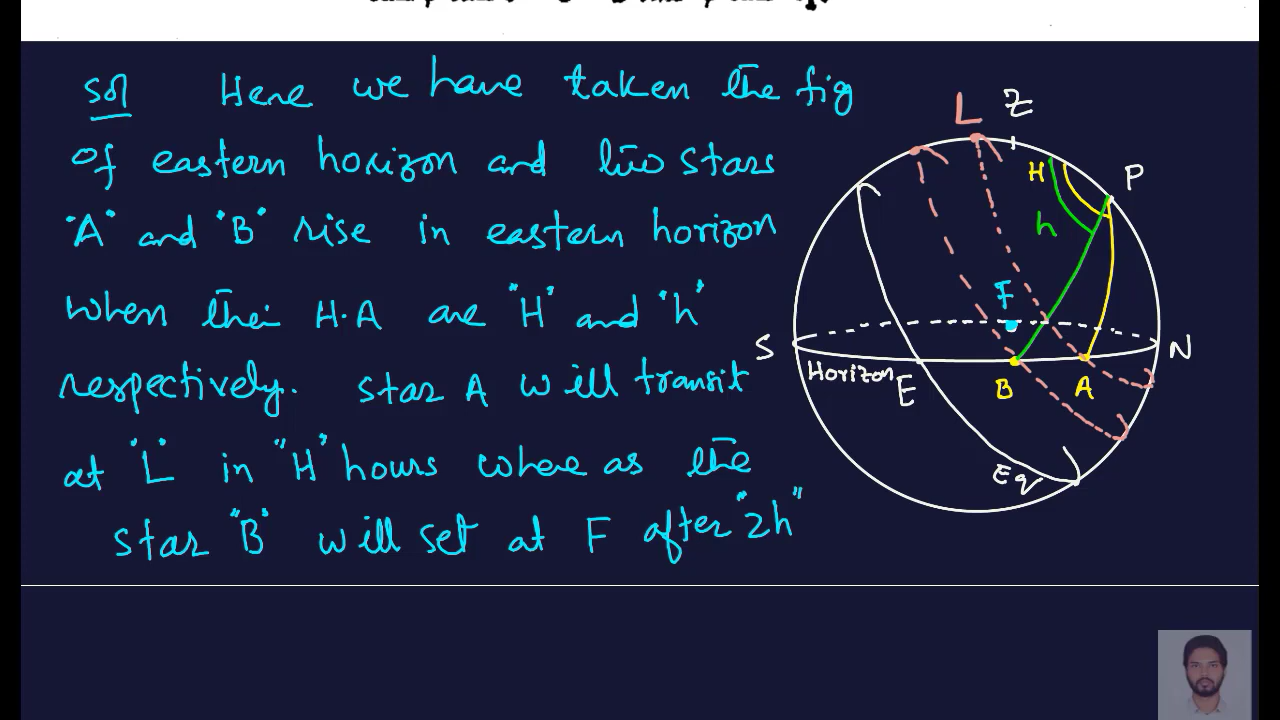 Sol Here we have taken the fig
of eastern horizon and two stars
"A" and "B" rise in eastern horizon
when their H.A are "H" and "h"
respectively. Star A will transit
at "L" in "H" hours where as the
star "B" will set at F after "2h"
L
Z
P
H
h
F
S
N
Horizon
E
B
A
Eq